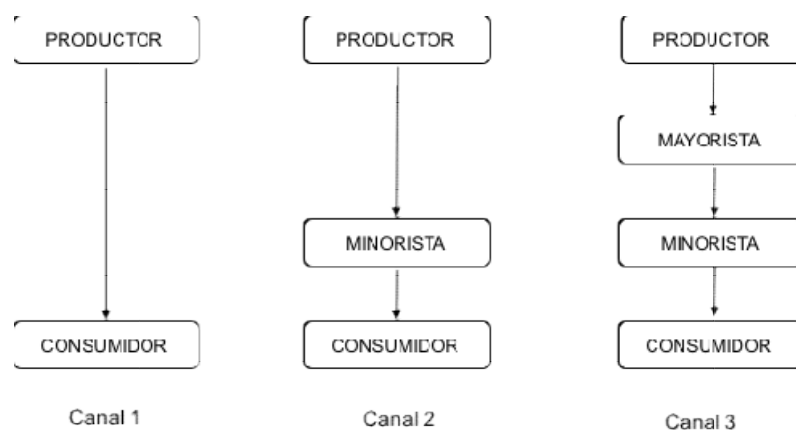 PRODUCTOR
PRODUCTOR
PRODUCTOR
MAYORISTA
MINORISTA
MINORISTA
CONSUMIDOR
CONSUMIDOR
CONSUMIDOR
Canal 1
Canal 2
Canal 3